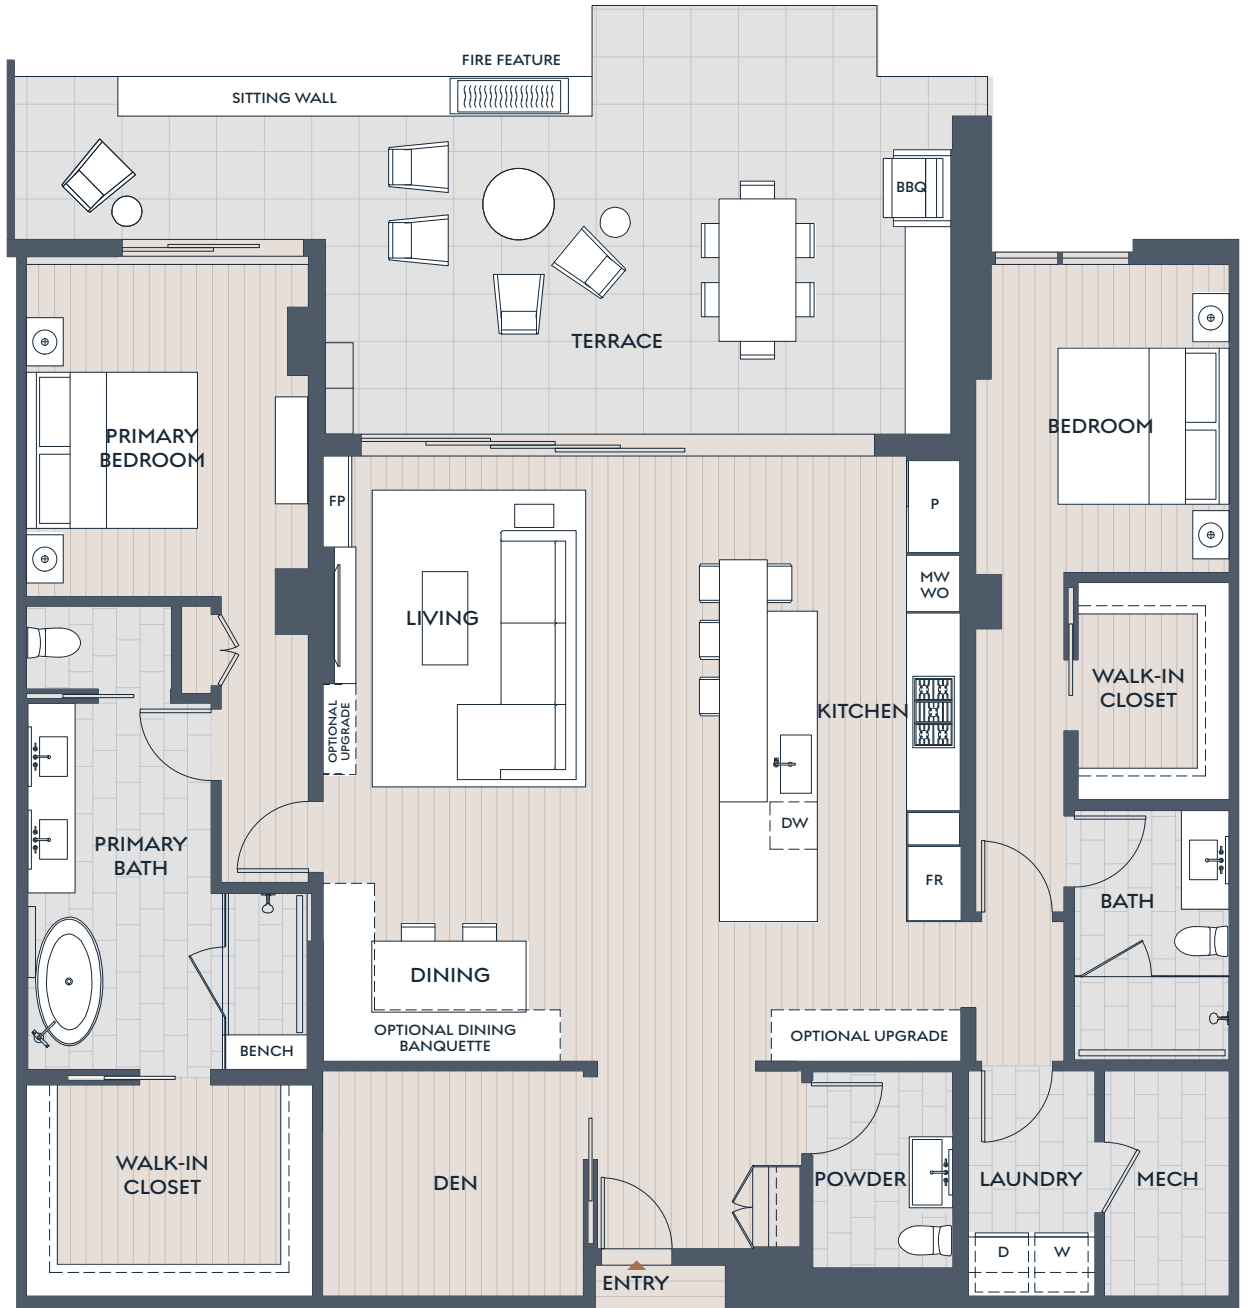 FIRE FEATURE
SITTING WALL
BBQ
TERRACE
PRIMARY
BEDROOM
BEDROOM
FP
P
MW
WO
LIVING
WALK-IN
CLOSET
OPTIONAL
UPGRADE
KITCHEN
DW
PRIMARY
BATH
FR
BATH
DINING
OPTIONAL DINING
BANQUETTE
OPTIONAL UPGRADE
BENCH
WALK-IN
CLOSET
DEN
POWDER
LAUNDRY
MECH
D
W
ENTRY